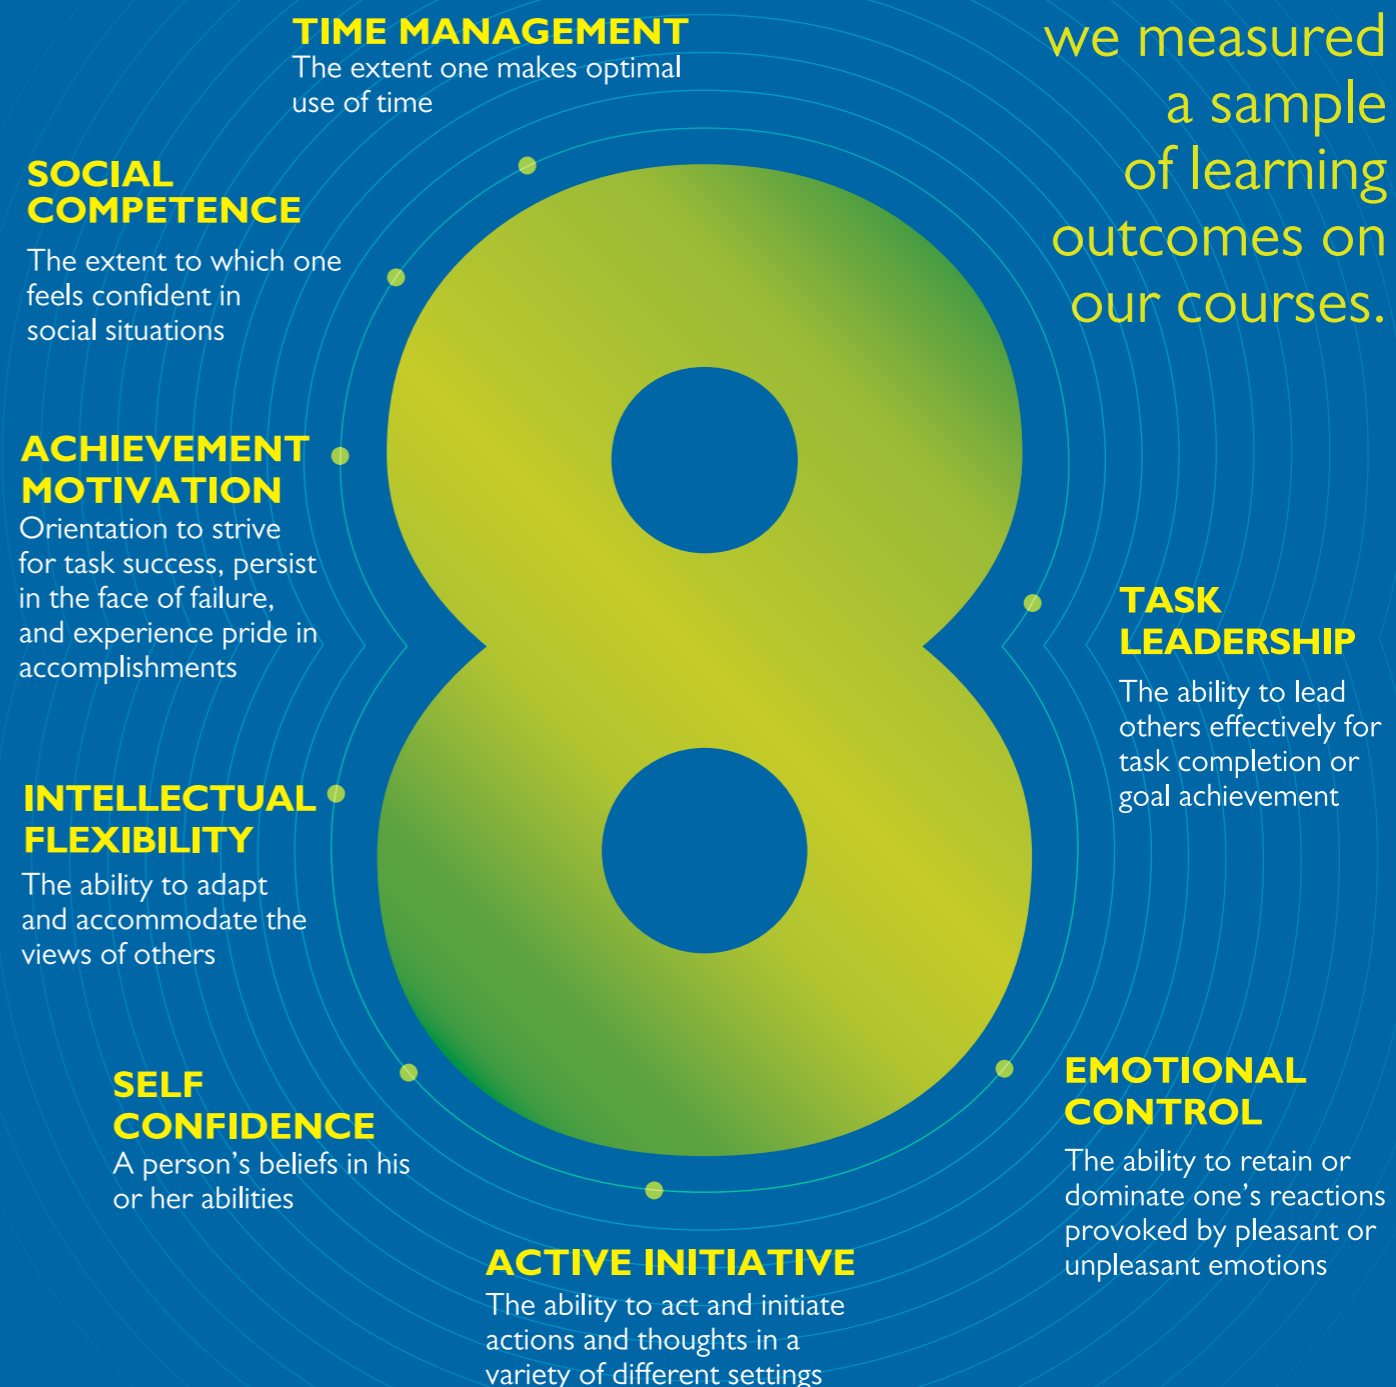 TIME MANAGEMENT
The extent one makes optimal
use of time
we measured
a sample
of learning
outcomes on
our courses.
SOCIAL
COMPETENCE
The extent to which one
feels confident in
social situations
ACHIEVEMENT
MOTIVATION
Orientation to strive
for task success, persist
in the face of failure,
and experience pride in
accomplishments
INTELLECTUAL
FLEXIBILITY
The ability to adapt
and accommodate the
views of others
SELF
CONFIDENCE
A person’s beliefs in his
or her abilities
ACTIVE INITIATIVE
The ability to act and initiate
actions and thoughts in a
variety of different settings
EMOTIONAL
CONTROL
The ability to retain or
dominate one’s reactions
provoked by pleasant or
unpleasant emotions
TASK
LEADERSHIP
The ability to lead
others effectively for
task completion or
goal achievement
8